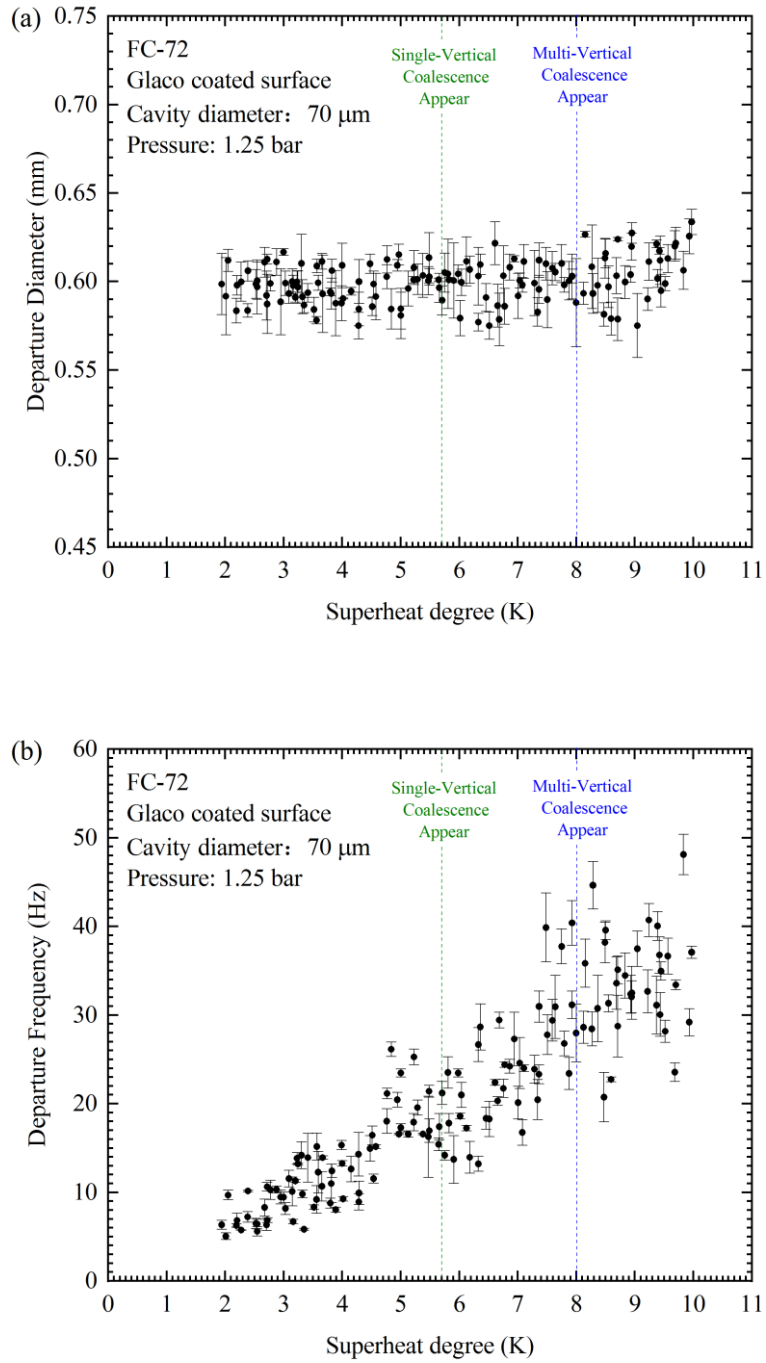 (a)
0.75
0.70
0.65
0.60
0.55
0.50
0.45
Departure Diameter (mm)
FC-72
Glaco coated surface
Cavity diameter：70 μm
Pressure: 1.25 bar
Single-Vertical
Coalescence
Appear
Multi-Vertical
Coalescence
Appear
0 1 2 3 4 5 6 7 8 9 10 11
Superheat degree (K)
(b)
60
50
40
30
20
10
0
Departure Frequency (Hz)
FC-72
Glaco coated surface
Cavity diameter：70 μm
Pressure: 1.25 bar
Single-Vertical
Coalescence
Appear
Multi-Vertical
Coalescence
Appear
0 1 2 3 4 5 6 7 8 9 10 11
Superheat degree (K)